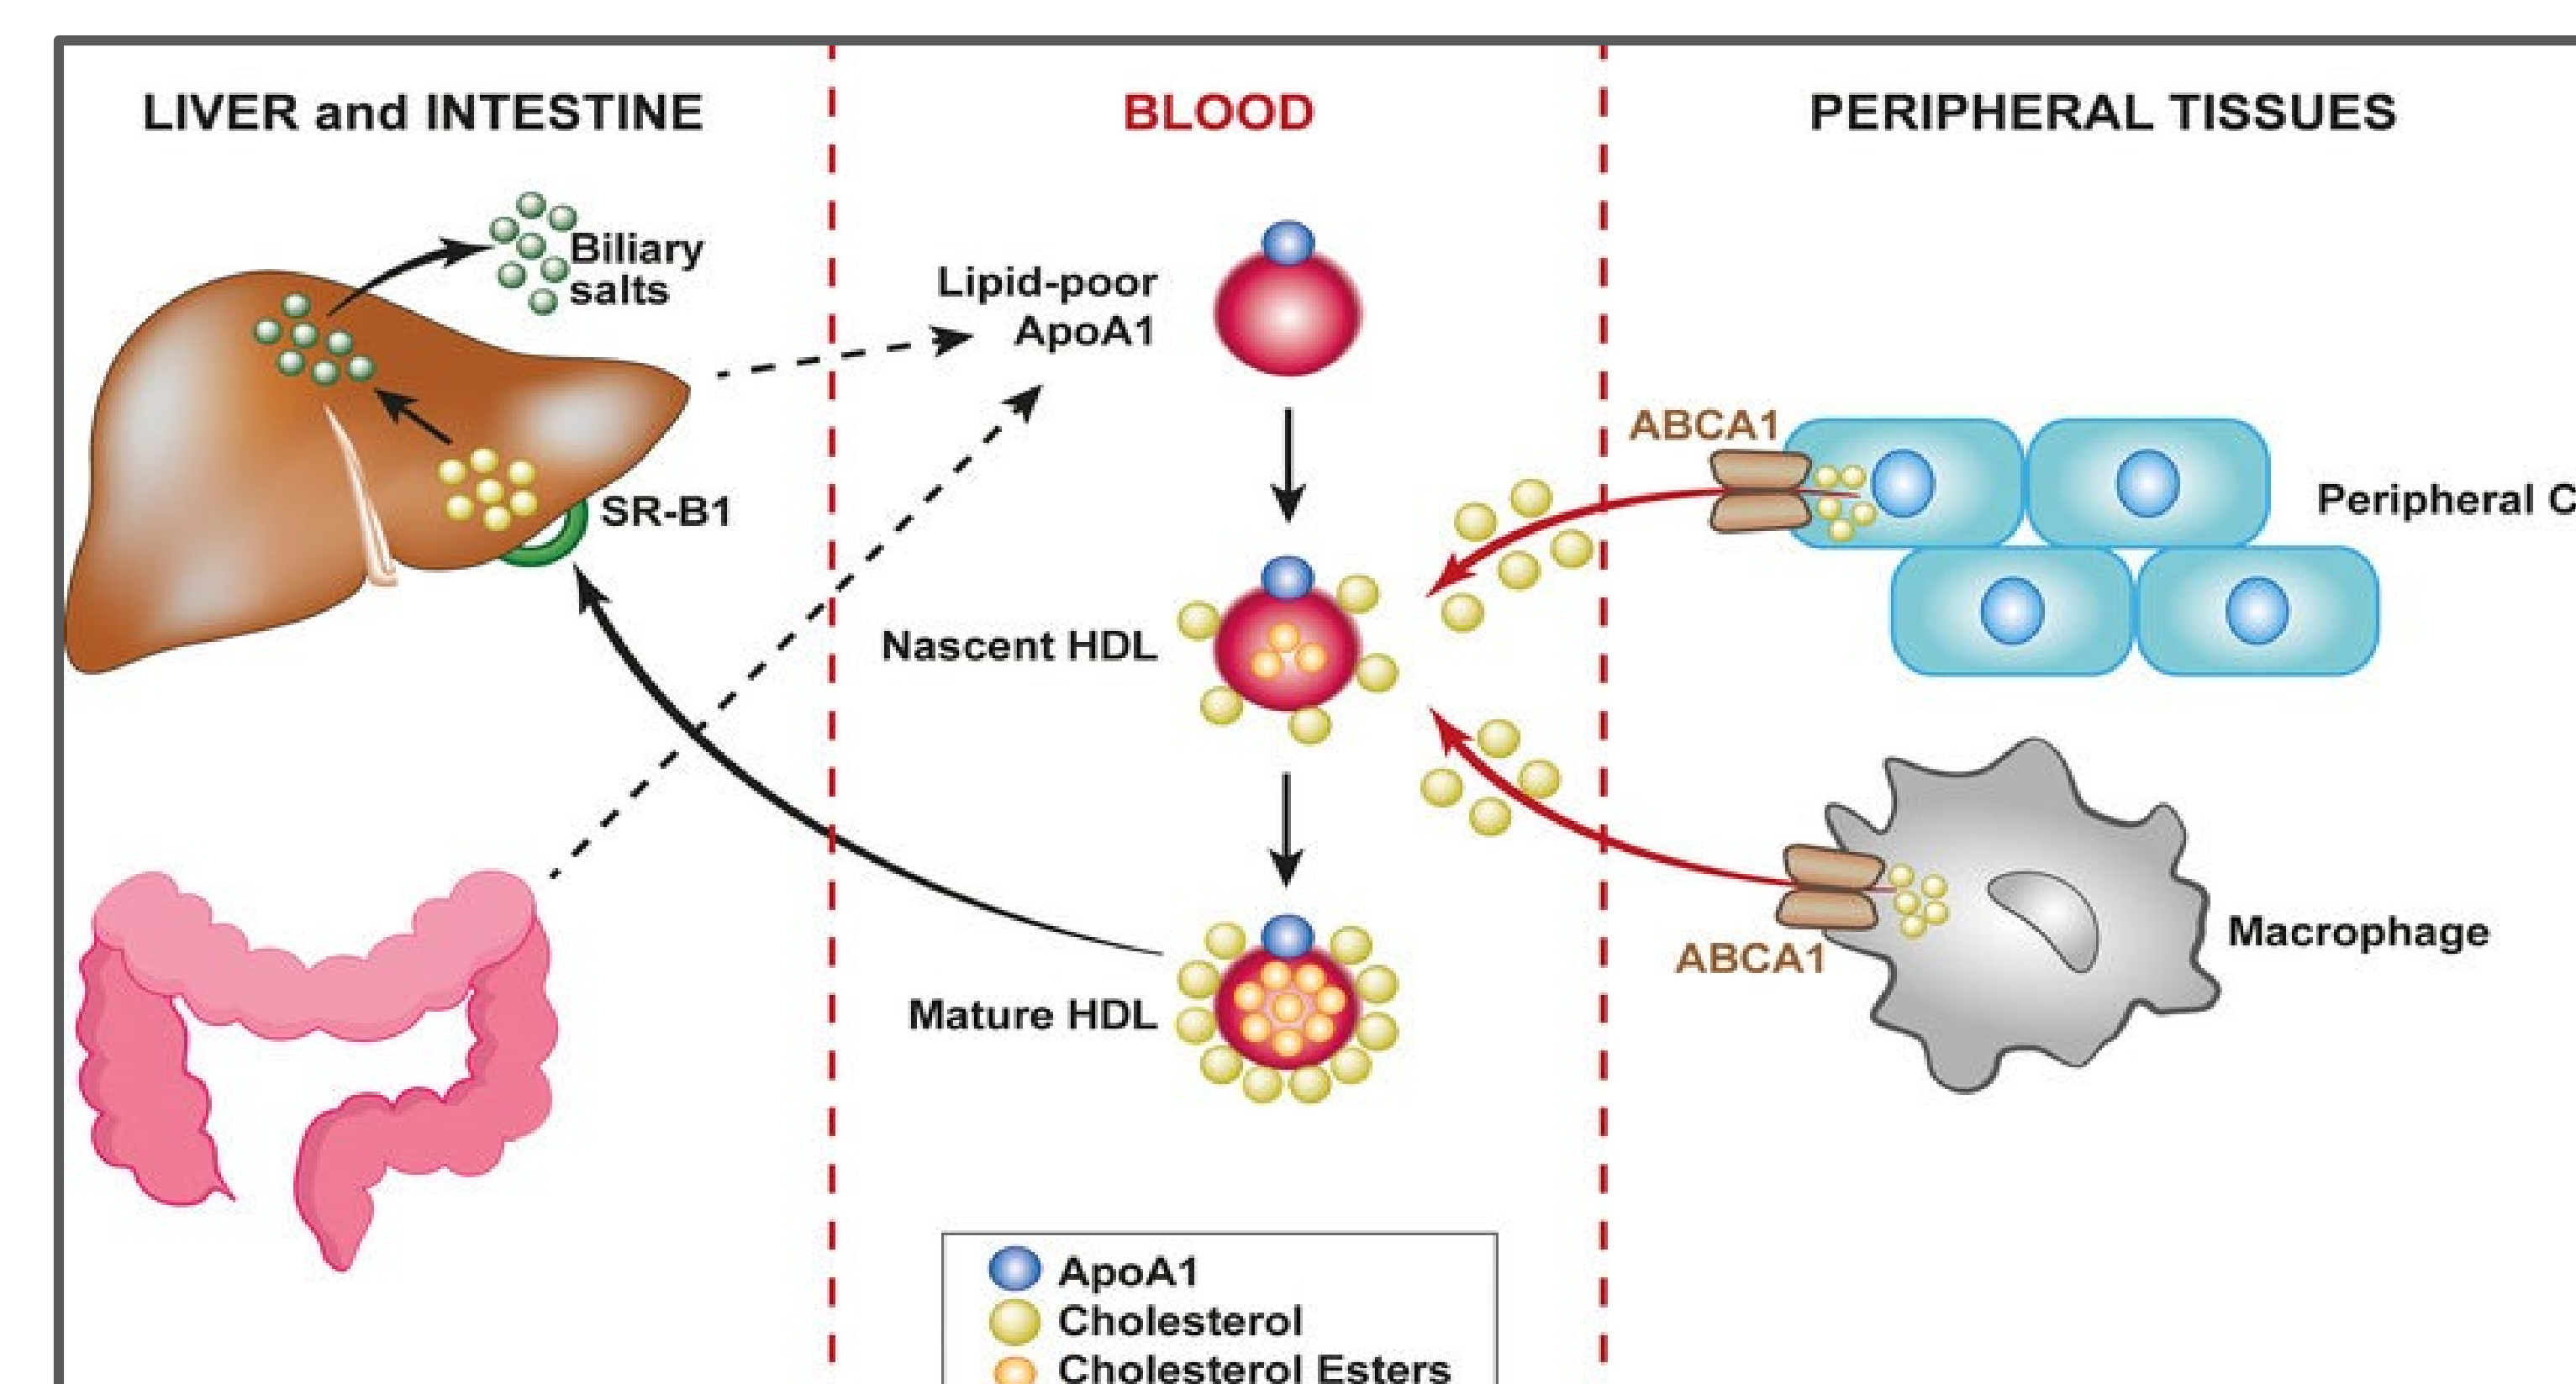 LIVER and INTESTINE
BLOOD
PERIPHERAL TISSUES
Biliary
salts
Lipid-poor
ApoA1
ABCA1
SR-B1
Peripheral C
Nascent HDL
Macrophage
ABCA1
Mature HDL
ApoA1
Cholesterol
Cholesterol Esters